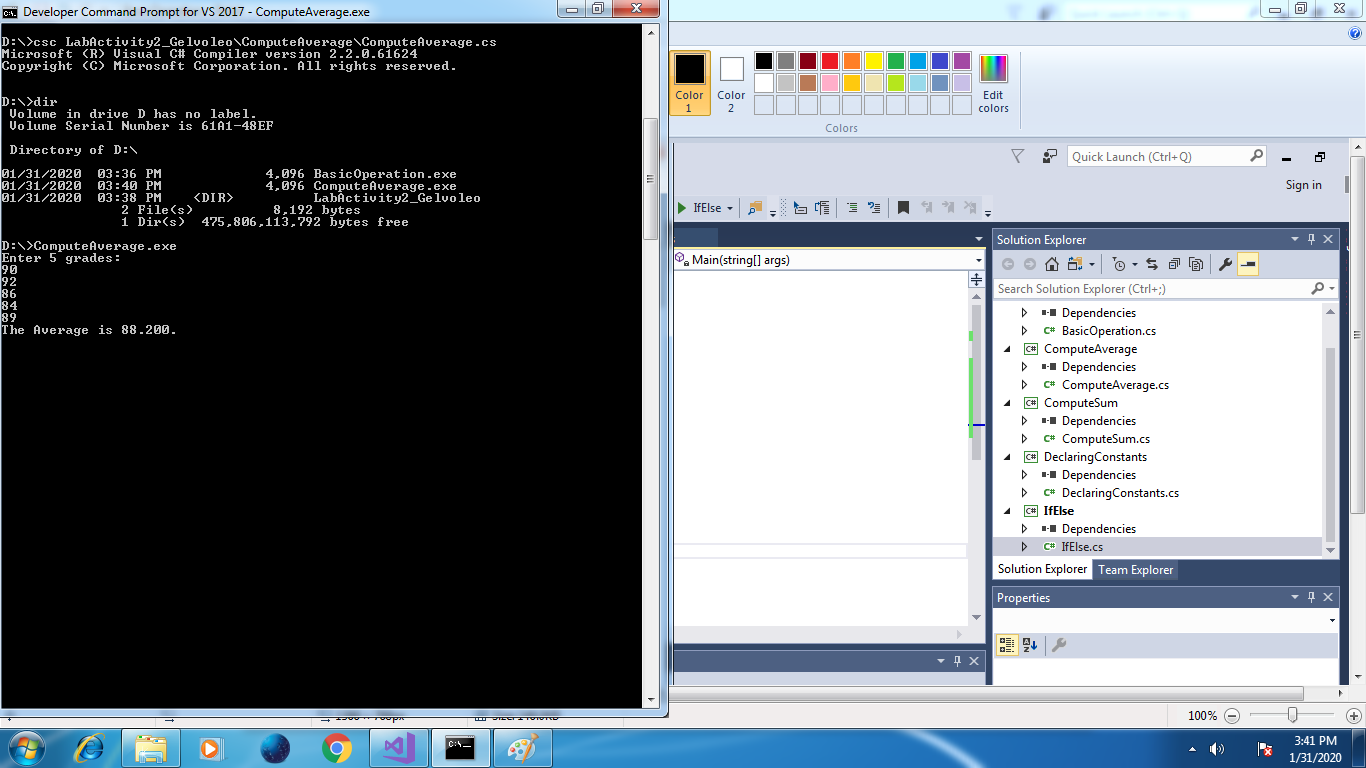 Developer Command Prompt for VS 2017 - ComputeAverage.exe
D:\>csc LabActivity2_Gelvoleo\ComputeAverage\ComputeAverage.cs
Microsoft (R) Visual C# Compiler version 2.2.0.61624
Copyright (C) Microsoft Corporation. All rights reserved.
D:\>dir
Volume in drive D has no label.
Volume Serial Number is 61A1-48EF
Directory of D:\
01/31/2020 03:36 PM 4,096 BasicOperation.exe
01/31/2020 03:40 PM 4,096 ComputeAverage.exe
01/31/2020 03:38 PM <DIR> LabActivity2_Gelvoleo
2 File(s) 8,192 bytes
1 Dir(s) 475,806,113,792 bytes free
D:\>ComputeAverage.exe
Enter 5 grades:
90
92
86
84
89
The Average is 88.200.
Color 1
Color 2
Edit colors
Colors
Quick Launch (Ctrl+Q)
Sign in
IfElse
Main(string[] args)
Solution Explorer
Search Solution Explorer (Ctrl+;)
Dependencies
C# BasicOperation.cs
C# ComputeAverage
Dependencies
C# ComputeAverage.cs
C# ComputeSum
Dependencies
C# ComputeSum.cs
C# DeclaringConstants
Dependencies
C# DeclaringConstants.cs
C# IfElse
Dependencies
C# IfElse.cs
Solution Explorer Team Explorer
Properties
100%
3:41 PM
1/31/2020